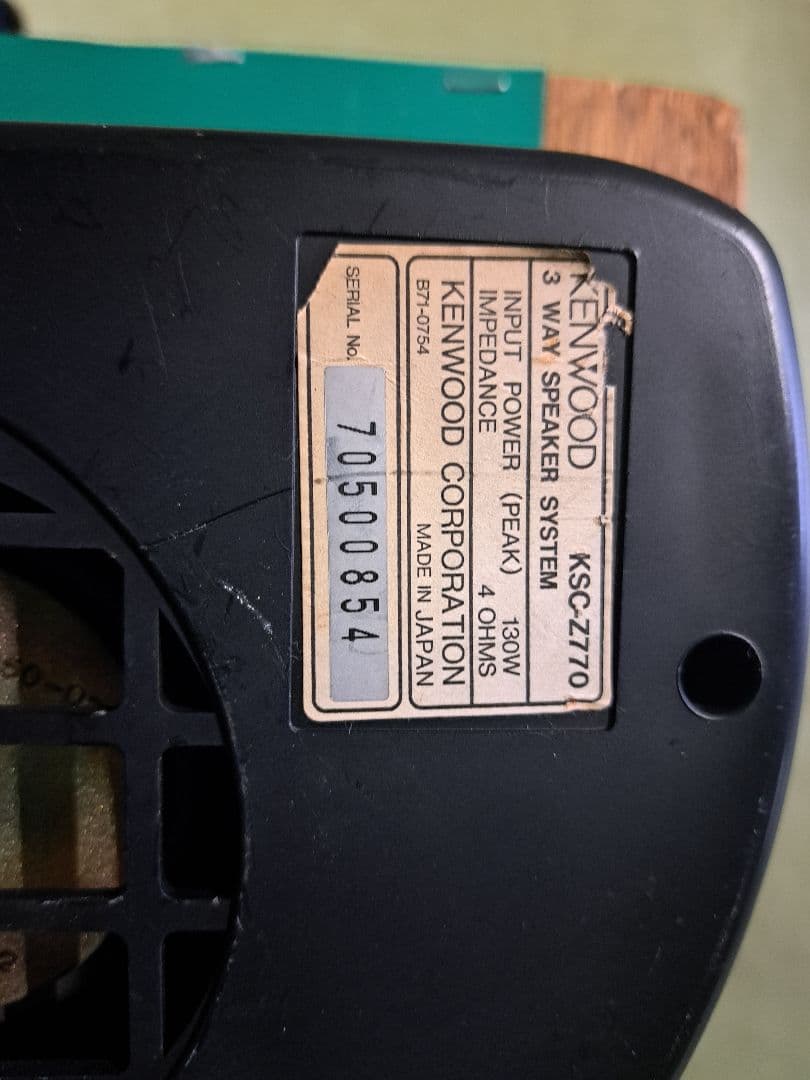 KENWOOD KSC-Z770
3 WAY SPEAKER SYSTEM
INPUT POWER (PEAK) 130W
IMPEDANCE 4 OHMS
KENWOOD CORPORATION
B71-0754 MADE IN JAPAN
SERIAL No. 70500854